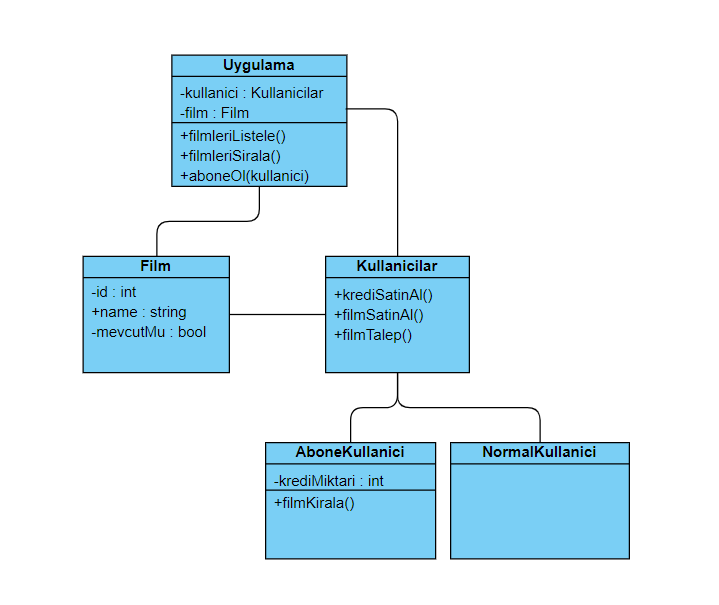 Uygulama
-kullanici : Kullanicilar
-film : Film
+filmleriListele()
+filmleriSirala()
+aboneOl(kullanici)
Film
-id : int
+name : string
-mevcutMu : bool
Kullanicilar
+krediSatinAl()
+filmSatinAl()
+filmTalep()
AboneKullanici
-krediMiktari : int
+filmKirala()
NormalKullanici